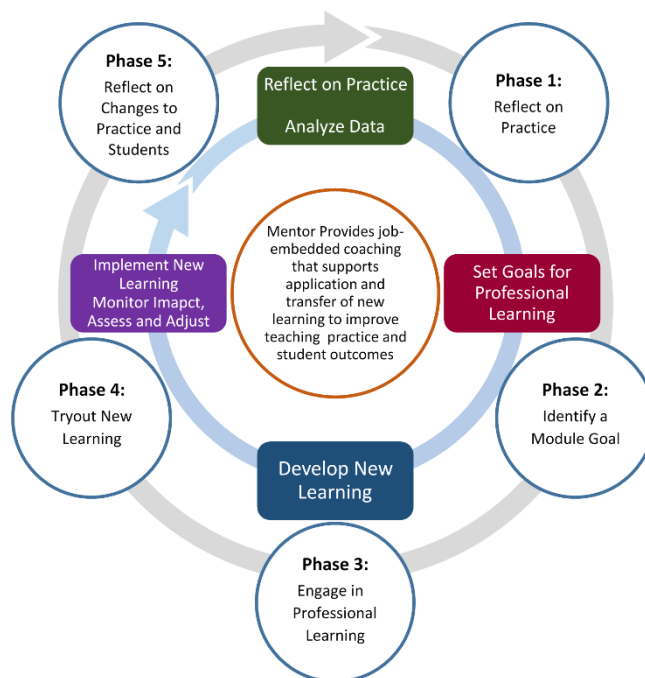 Phase 5:
Reflect on
Changes to
Practice and
Students
Reflect on Practice
Analyze Data
Phase 1:
Reflect on
Practice
Mentor Provides job-
embedded coaching
that supports
application and
transfer of new
learning to improve
teaching practice and
student outcomes
Implement New
Learning
Monitor Imapct,
Assess and Adjust
Set Goals for
Professional
Learning
Phase 4:
Tryout New
Learning
Phase 2:
Identify a
Module Goal
Develop New
Learning
Phase 3:
Engage in
Professional
Learning